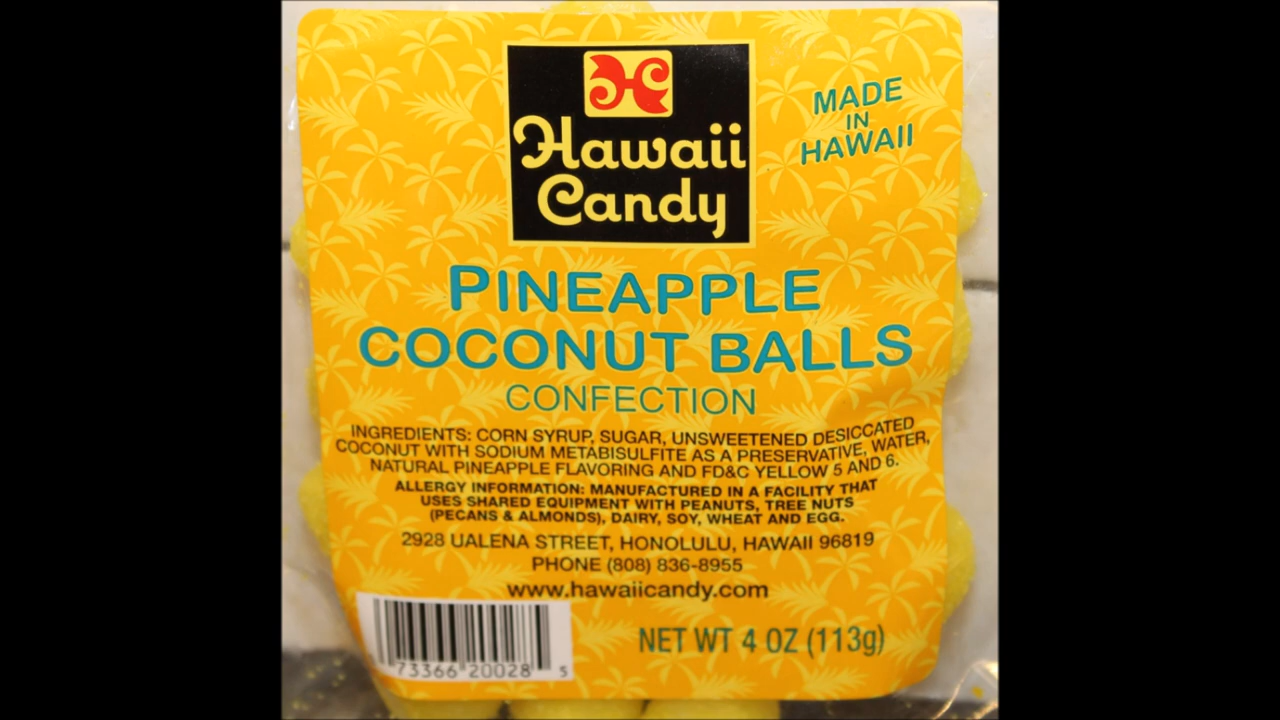 Hawaii
Candy
MADE
IN
HAWAII
PINEAPPLE
COCONUT BALLS
CONFECTION
INGREDIENTS: CORN SYRUP, SUGAR, UNSWEETENED DESICCATED
COCONUT WITH SODIUM METABISULFITE AS A PRESERVATIVE, WATER,
NATURAL PINEAPPLE FLAVORING AND FD&C YELLOW 5 AND 6.
ALLERGY INFORMATION: MANUFACTURED IN A FACILITY THAT
USES SHARED EQUIPMENT WITH PEANUTS, TREE NUTS
(PECANS & ALMONDS), DAIRY, SOY, WHEAT AND EGG.
2928 UALENA STREET, HONOLULU, HAWAII 96819
PHONE (808) 836-8955
www.hawaiicandy.com
73366 20028 5
NET WT 4 OZ (113g)